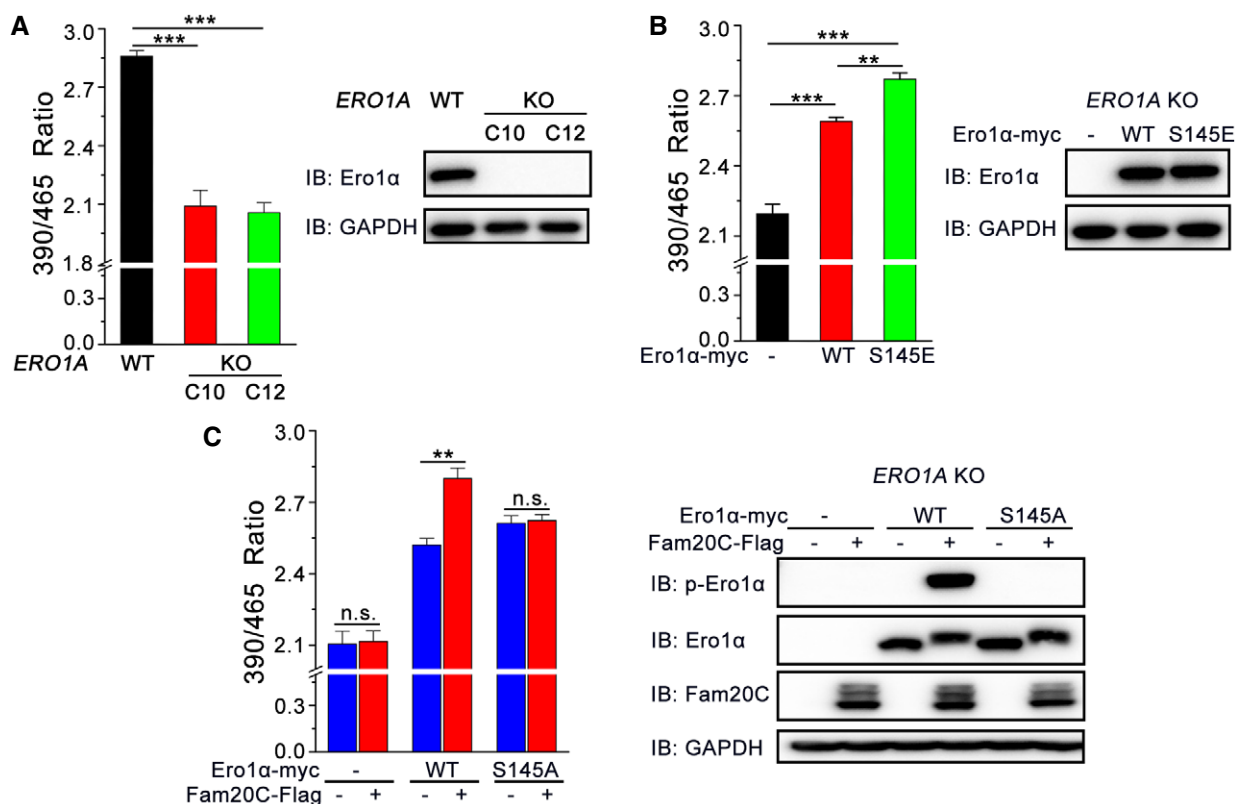 A
3.0
2.7
2.4
2.1
1.8
0.3
0.0
390/465 Ratio
***
***
ERO1A WT KO
C10 C12
ERO1A WT KO
C10 C12
IB: Ero1α
IB: GAPDH
B
3.0
2.7
2.4
2.1
0.3
0.0
390/465 Ratio
***
**
***
Ero1α-myc - WT S145E
ERO1A KO
Ero1α-myc - WT S145E
IB: Ero1α
IB: GAPDH
C
3.0
2.7
2.4
2.1
0.3
0.0
390/465 Ratio
n.s.
**
n.s.
Ero1α-myc - WT S145A
Fam20C-Flag - + - + - +
ERO1A KO
Ero1α-myc - WT S145A
Fam20C-Flag - + - + - +
IB: p-Ero1α
IB: Ero1α
IB: Fam20C
IB: GAPDH